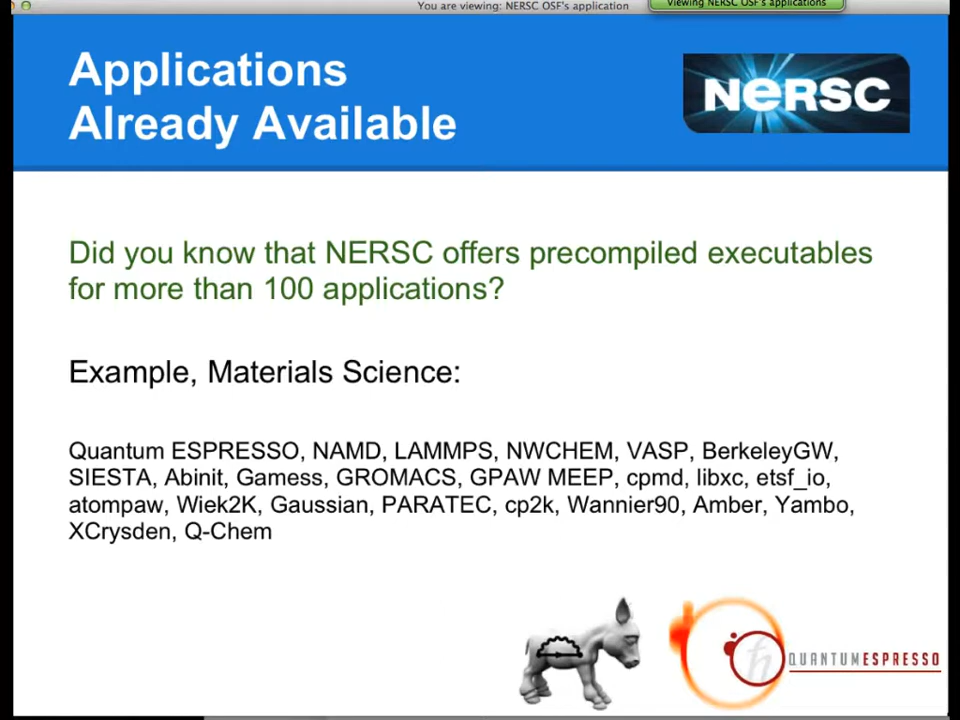 You are viewing: NERSC OSF's application
Viewing NERSC OSF's applications
Applications
Already Available
NERSC
Did you know that NERSC offers precompiled executables
for more than 100 applications?
Example, Materials Science:
Quantum ESPRESSO, NAMD, LAMMPS, NWCHEM, VASP, BerkeleyGW,
SIESTA, Abinit, Gamess, GROMACS, GPAW MEEP, cpmd, libxc, etsf_io,
atompaw, Wiek2K, Gaussian, PARATEC, cp2k, Wannier90, Amber, Yambo,
XCrysden, Q-Chem
ħ QUANTUMESPRESSO